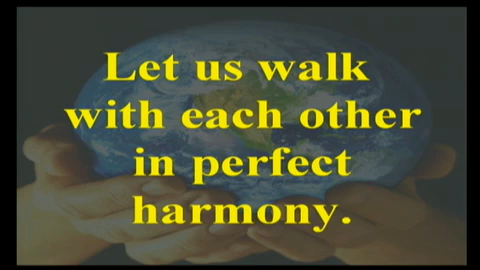 Let us walk
with each other
in perfect
harmony.